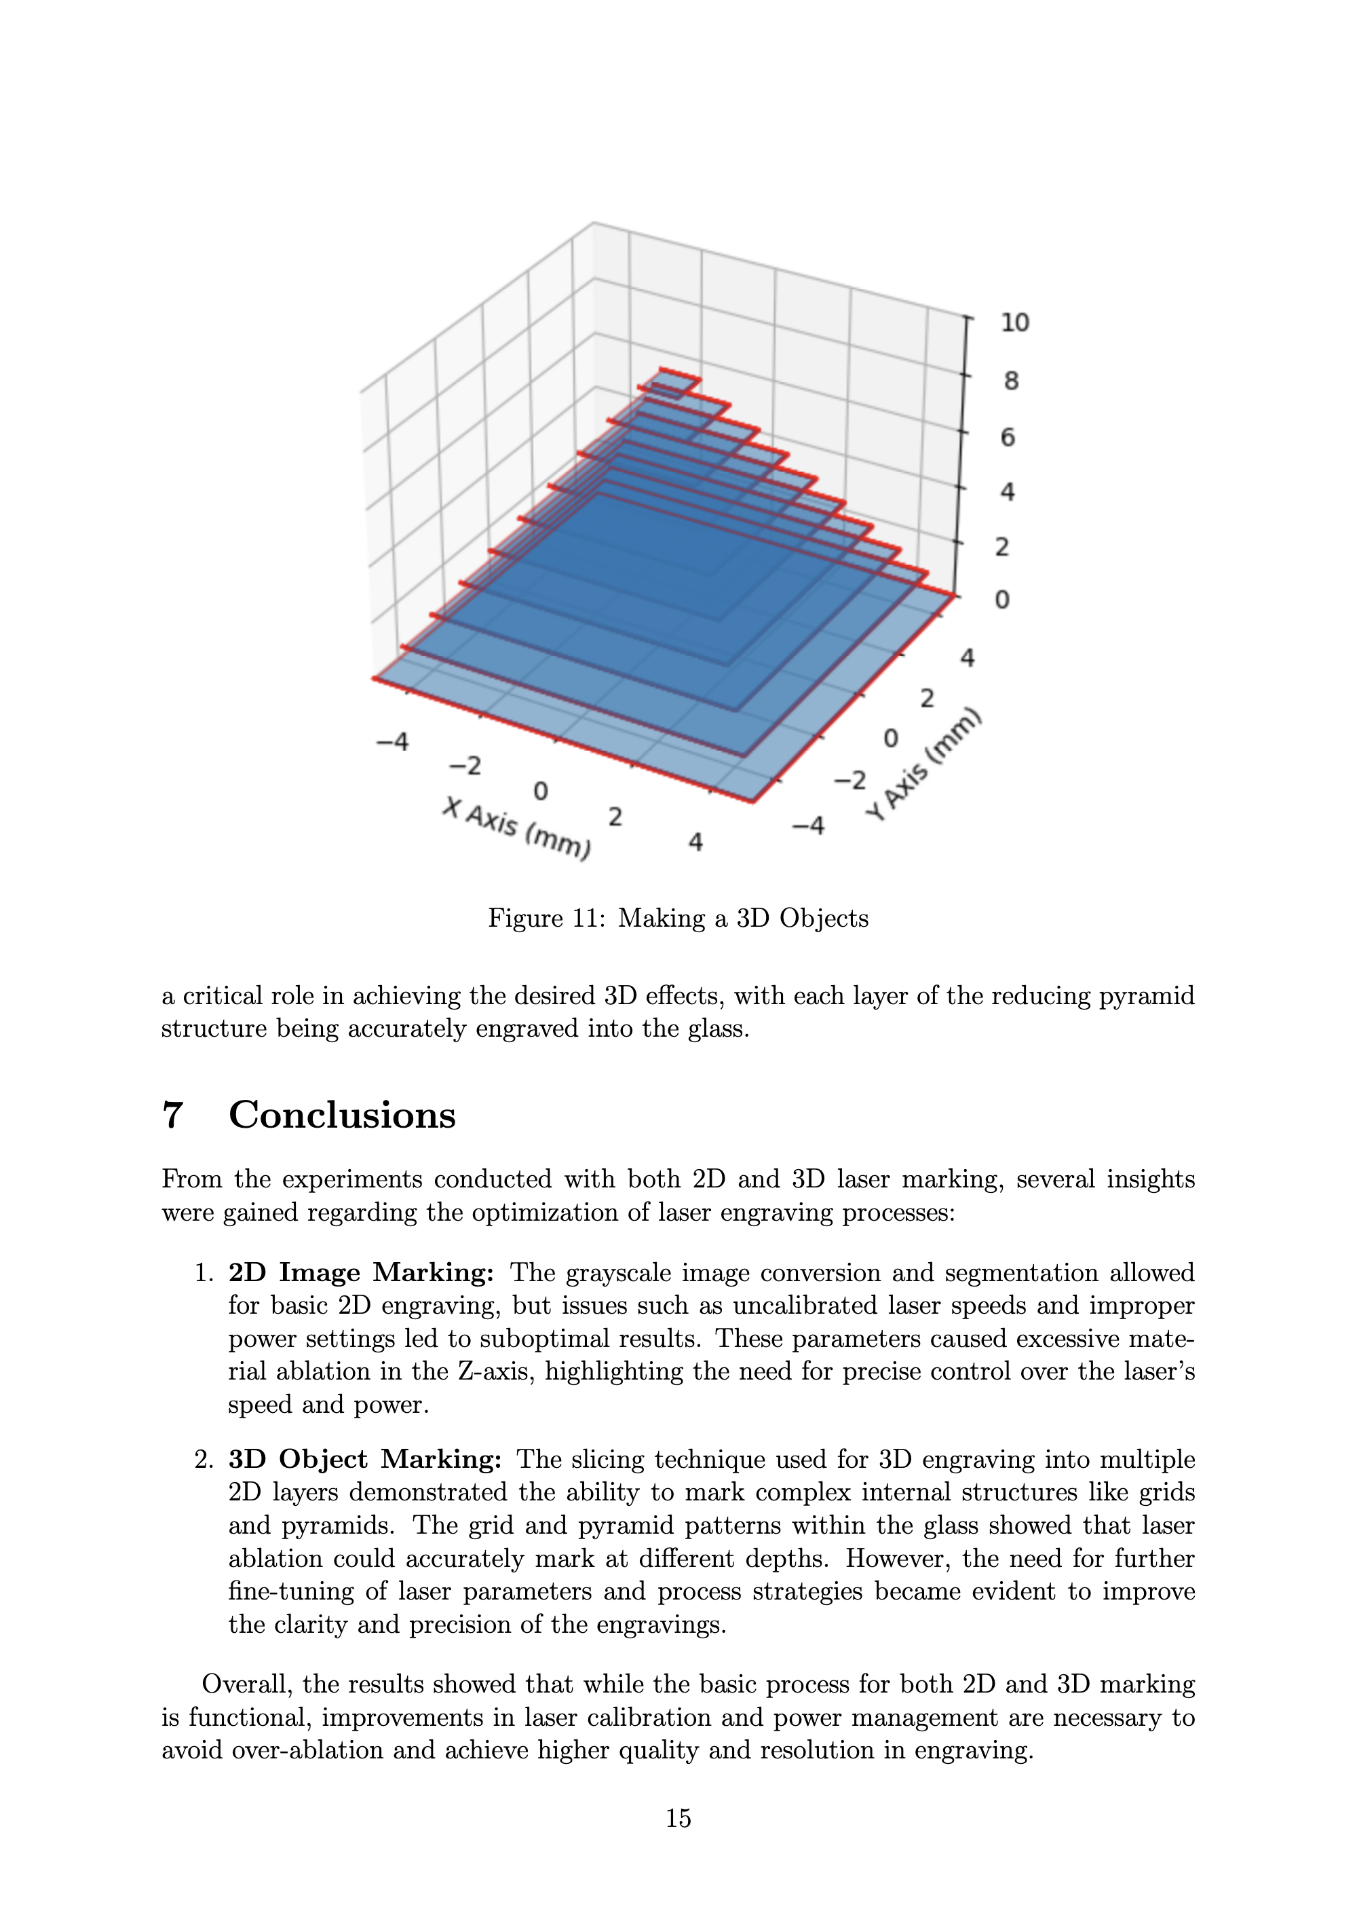 10
8
6
4
2
0
4
2
0
−2
−4
Y Axis (mm)
−4
−2
0
2
4
X Axis (mm)
Figure 11: Making a 3D Objects
a critical role in achieving the desired 3D effects, with each layer of the reducing pyramid
structure being accurately engraved into the glass.
7 Conclusions
From the experiments conducted with both 2D and 3D laser marking, several insights
were gained regarding the optimization of laser engraving processes:
1. 2D Image Marking: The grayscale image conversion and segmentation allowed
for basic 2D engraving, but issues such as uncalibrated laser speeds and improper
power settings led to suboptimal results. These parameters caused excessive mate-
rial ablation in the Z-axis, highlighting the need for precise control over the laser's
speed and power.
2. 3D Object Marking: The slicing technique used for 3D engraving into multiple
2D layers demonstrated the ability to mark complex internal structures like grids
and pyramids. The grid and pyramid patterns within the glass showed that laser
ablation could accurately mark at different depths. However, the need for further
fine-tuning of laser parameters and process strategies became evident to improve
the clarity and precision of the engravings.
Overall, the results showed that while the basic process for both 2D and 3D marking
is functional, improvements in laser calibration and power management are necessary to
avoid over-ablation and achieve higher quality and resolution in engraving.
15